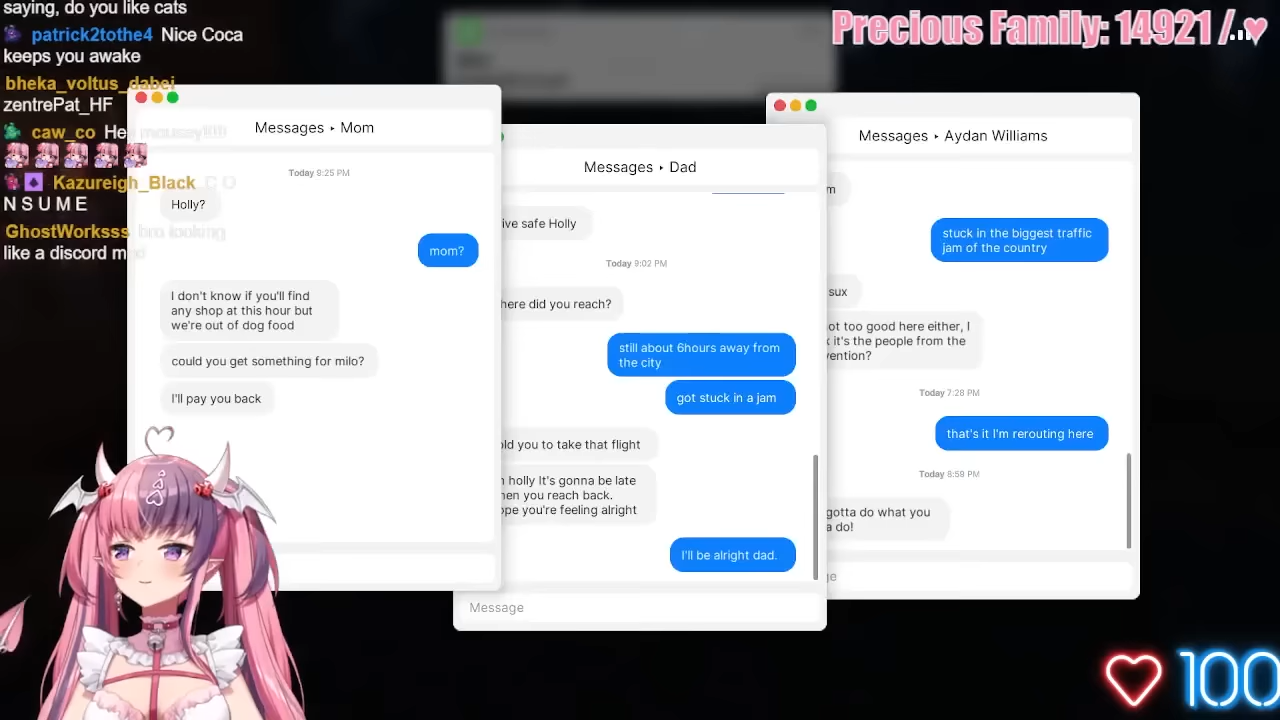 saying, do you like cats
patrick2tothe4 Nice Coca
keeps you awake
bheka_voltus_dabei
zentrePat_HF
caw_co Hey mousey!!!!!
Kazureigh_Black C O
N S U M E
GhostWorksss bro looking
like a discord mod
Precious Family: 14921 /
Messages ‣ Mom
Today 9:25 PM
Holly?
mom?
I don't know if you'll find
any shop at this hour but
we're out of dog food
could you get something for milo?
I'll pay you back
Messages ‣ Dad
ive safe Holly
Today 9:02 PM
here did you reach?
still about 6hours away from
the city
got stuck in a jam
old you to take that flight
holly It's gonna be late
hen you reach back.
ope you're feeling alright
I'll be alright dad.
Message
Messages ‣ Aydan Williams
m
stuck in the biggest traffic
jam of the country
sux
ot too good here either, I
k it's the people from the
vention?
Today 7:28 PM
that's it I'm rerouting here
Today 8:59 PM
gotta do what you
a do!
ge
100